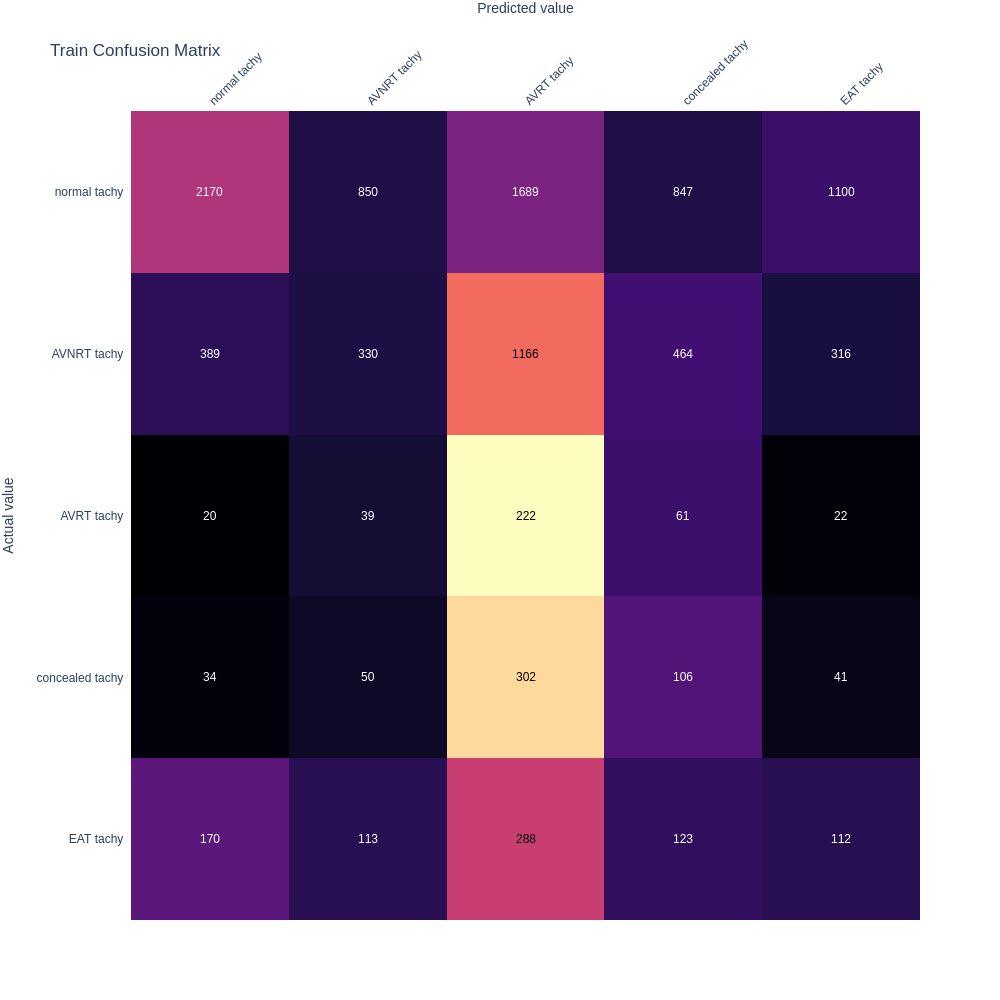 Predicted value
Train Confusion Matrix
normal tachy AVNRT tachy AVRT tachy concealed tachy EAT tachy
normal tachy 2170 850 1689 847 1100
AVNRT tachy 389 330 1166 464 316
Actual value
AVRT tachy 20 39 222 61 22
concealed tachy 34 50 302 106 41
EAT tachy 170 113 288 123 112